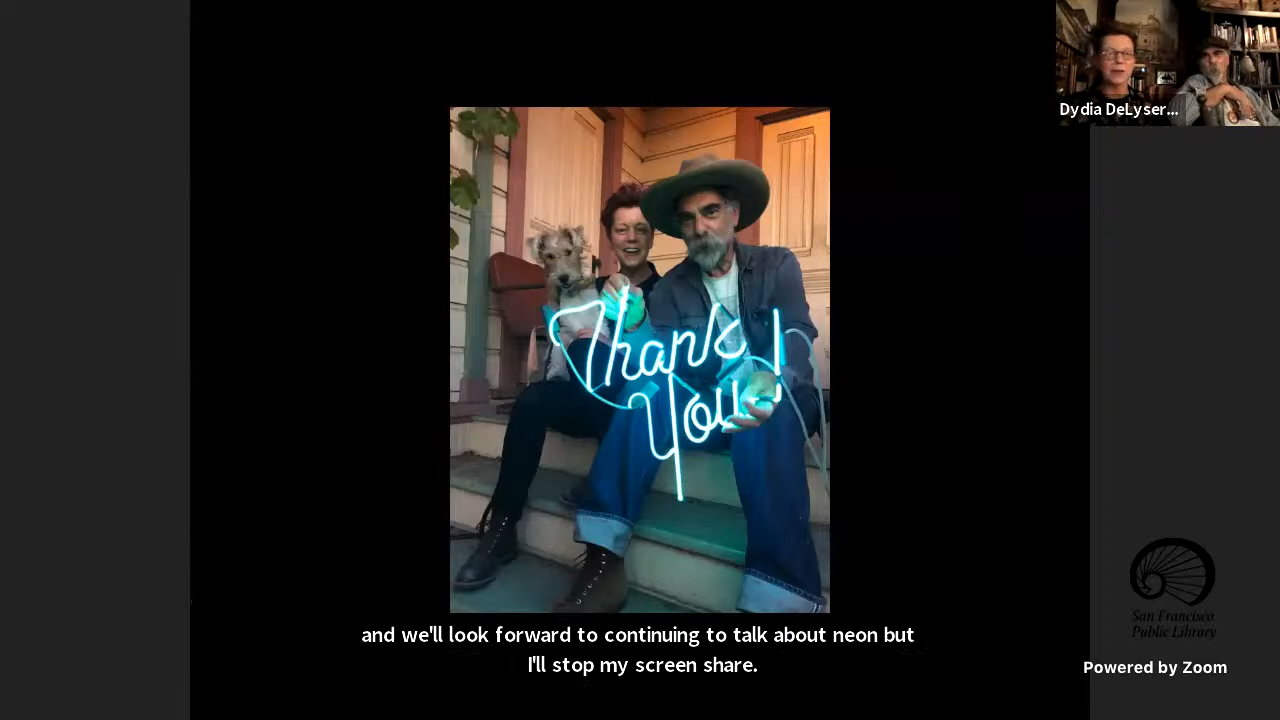 Dydia DeLyser...
Thank
You!
and we'll look forward to continuing to talk about neon but
I'll stop my screen share.
San Francisco
Public Library
Powered by Zoom